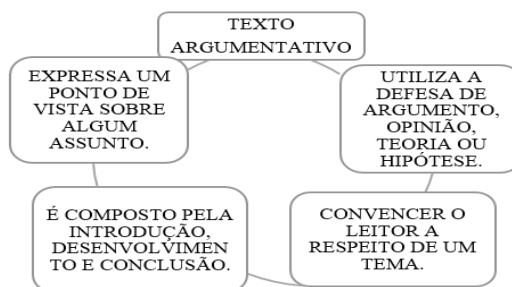 TEXTO
ARGUMENTATIVO
EXPRESSA UM
PONTO DE
VISTA SOBRE
ALGUM
ASSUNTO.
UTILIZA A
DEFESA DE
ARGUMENTO,
OPINIÃO,
TEORIA OU
HIPÓTESE.
É COMPOSTO PELA
INTRODUÇÃO,
DESENVOLVIMEN
TO E CONCLUSÃO.
CONVENCER O
LEITOR A
RESPEITO DE UM
TEMA.